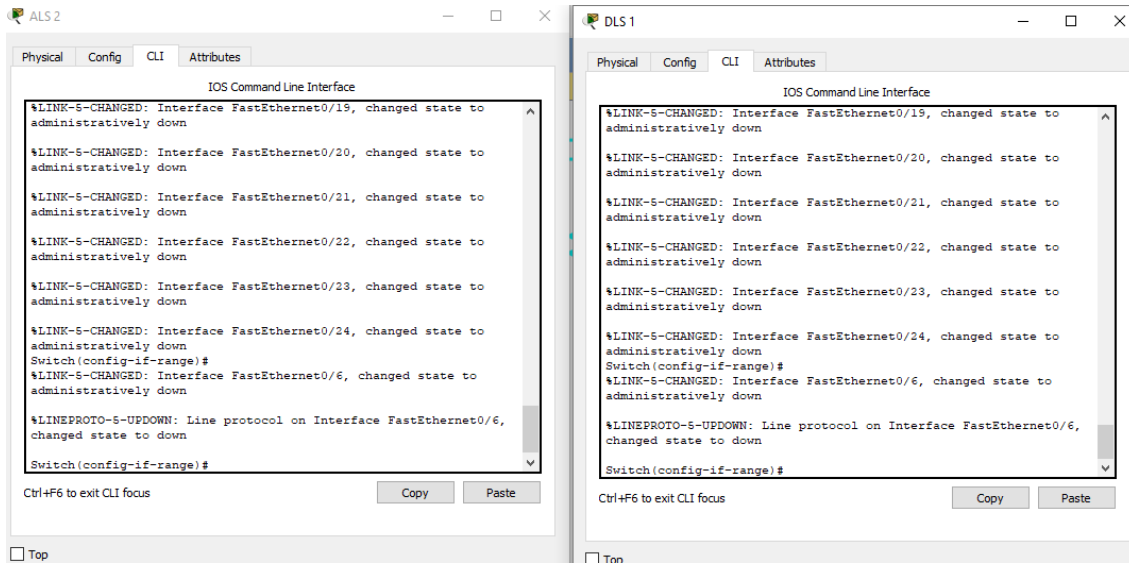 ALS 2
Physical Config CLI Attributes
IOS Command Line Interface
%LINK-5-CHANGED: Interface FastEthernet0/19, changed state to
administratively down
%LINK-5-CHANGED: Interface FastEthernet0/20, changed state to
administratively down
%LINK-5-CHANGED: Interface FastEthernet0/21, changed state to
administratively down
%LINK-5-CHANGED: Interface FastEthernet0/22, changed state to
administratively down
%LINK-5-CHANGED: Interface FastEthernet0/23, changed state to
administratively down
%LINK-5-CHANGED: Interface FastEthernet0/24, changed state to
administratively down
Switch(config-if-range)#
%LINK-5-CHANGED: Interface FastEthernet0/6, changed state to
administratively down
%LINEPROTO-5-UPDOWN: Line protocol on Interface FastEthernet0/6,
changed state to down
Switch(config-if-range)#
Ctrl+F6 to exit CLI focus
Copy Paste
Top
DLS 1
Physical Config CLI Attributes
IOS Command Line Interface
%LINK-5-CHANGED: Interface FastEthernet0/19, changed state to
administratively down
%LINK-5-CHANGED: Interface FastEthernet0/20, changed state to
administratively down
%LINK-5-CHANGED: Interface FastEthernet0/21, changed state to
administratively down
%LINK-5-CHANGED: Interface FastEthernet0/22, changed state to
administratively down
%LINK-5-CHANGED: Interface FastEthernet0/23, changed state to
administratively down
%LINK-5-CHANGED: Interface FastEthernet0/24, changed state to
administratively down
Switch(config-if-range)#
%LINK-5-CHANGED: Interface FastEthernet0/6, changed state to
administratively down
%LINEPROTO-5-UPDOWN: Line protocol on Interface FastEthernet0/6,
changed state to down
Switch(config-if-range)#
Ctrl+F6 to exit CLI focus
Copy Paste
Top